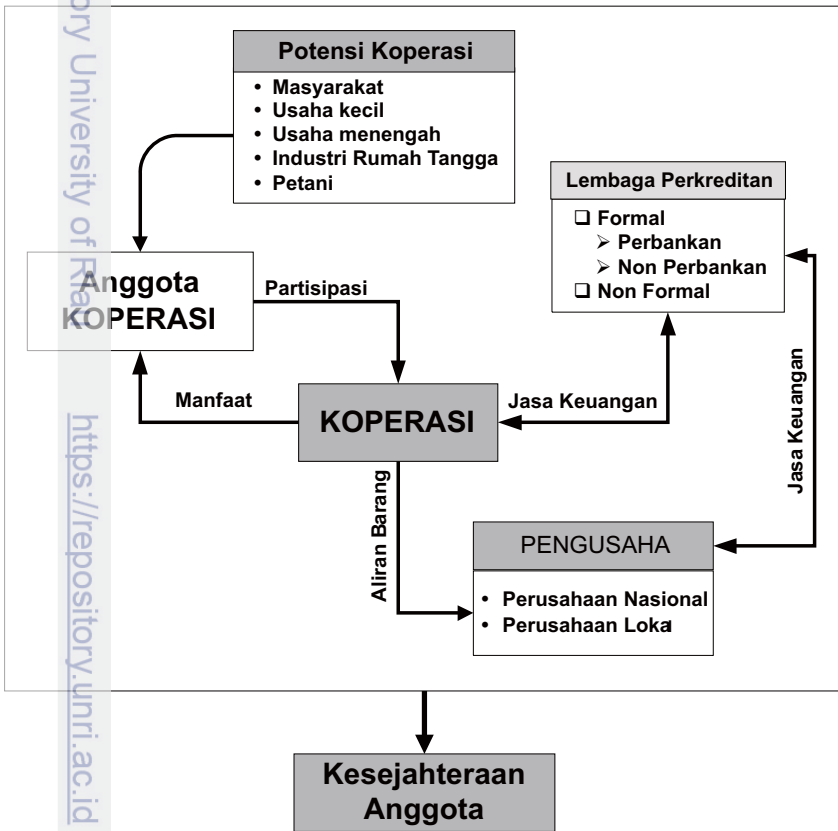 ory University of Riau
https://repository.unri.ac.id
Potensi Koperasi
• Masyarakat
• Usaha kecil
• Usaha menengah
• Industri Rumah Tangga
• Petani
Lembaga Perkreditan
❑ Formal
➢ Perbankan
➢ Non Perbankan
❑ Non Formal
Anggota
KOPERASI
Partisipasi
Manfaat
KOPERASI
Jasa Keuangan
Jasa Keuangan
Aliran Barang
PENGUSAHA
• Perusahaan Nasional
• Perusahaan Lokal
Kesejahteraan
Anggota